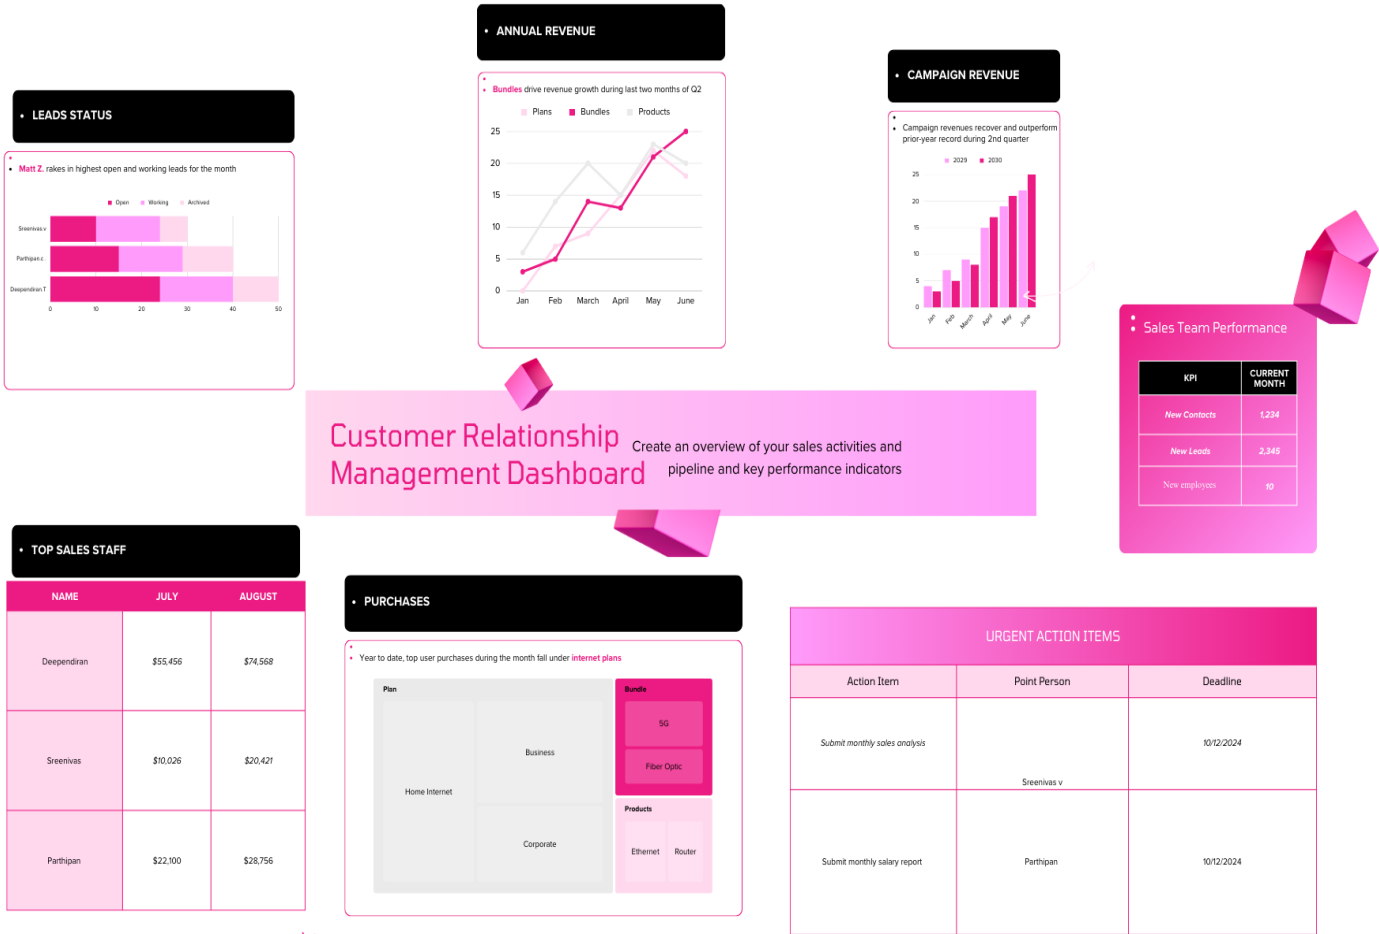 • ANNUAL REVENUE
• Bundles drive revenue growth during last two months of Q2
Plans Bundles Products
25
20
15
10
5
0
Jan Feb March April May June
• CAMPAIGN REVENUE
• Campaign revenues recover and outperform
prior-year record during 2nd quarter
2029 2030
25
20
15
10
5
0
Jan Feb March April May June
• LEADS STATUS
• Matt Z. rakes in highest open and working leads for the month
Open Working Archived
Sreenivas v
Parthipan c .
Deependiran T
0 10 20 30 40 50
• Sales Team Performance
KPI CURRENT
MONTH
New Contacts 1,234
New Leads 2,345
New employees 10
Customer Relationship
Management Dashboard
Create an overview of your sales activities and
pipeline and key performance indicators
• TOP SALES STAFF
NAME JULY AUGUST
Deependiran $55,456 $74,568
Sreenivas $10,026 $20,421
Parthipan $22,100 $28,756
• PURCHASES
• Year to date, top user purchases during the month fall under internet plans
Plan
Home Internet
Business
Corporate
Bundle
5G
Fiber Optic
Products
Ethernet Router
URGENT ACTION ITEMS
Action Item Point Person Deadline
Submit monthly sales analysis Sreenivas v 10/12/2024
Submit monthly salary report Parthipan 10/12/2024